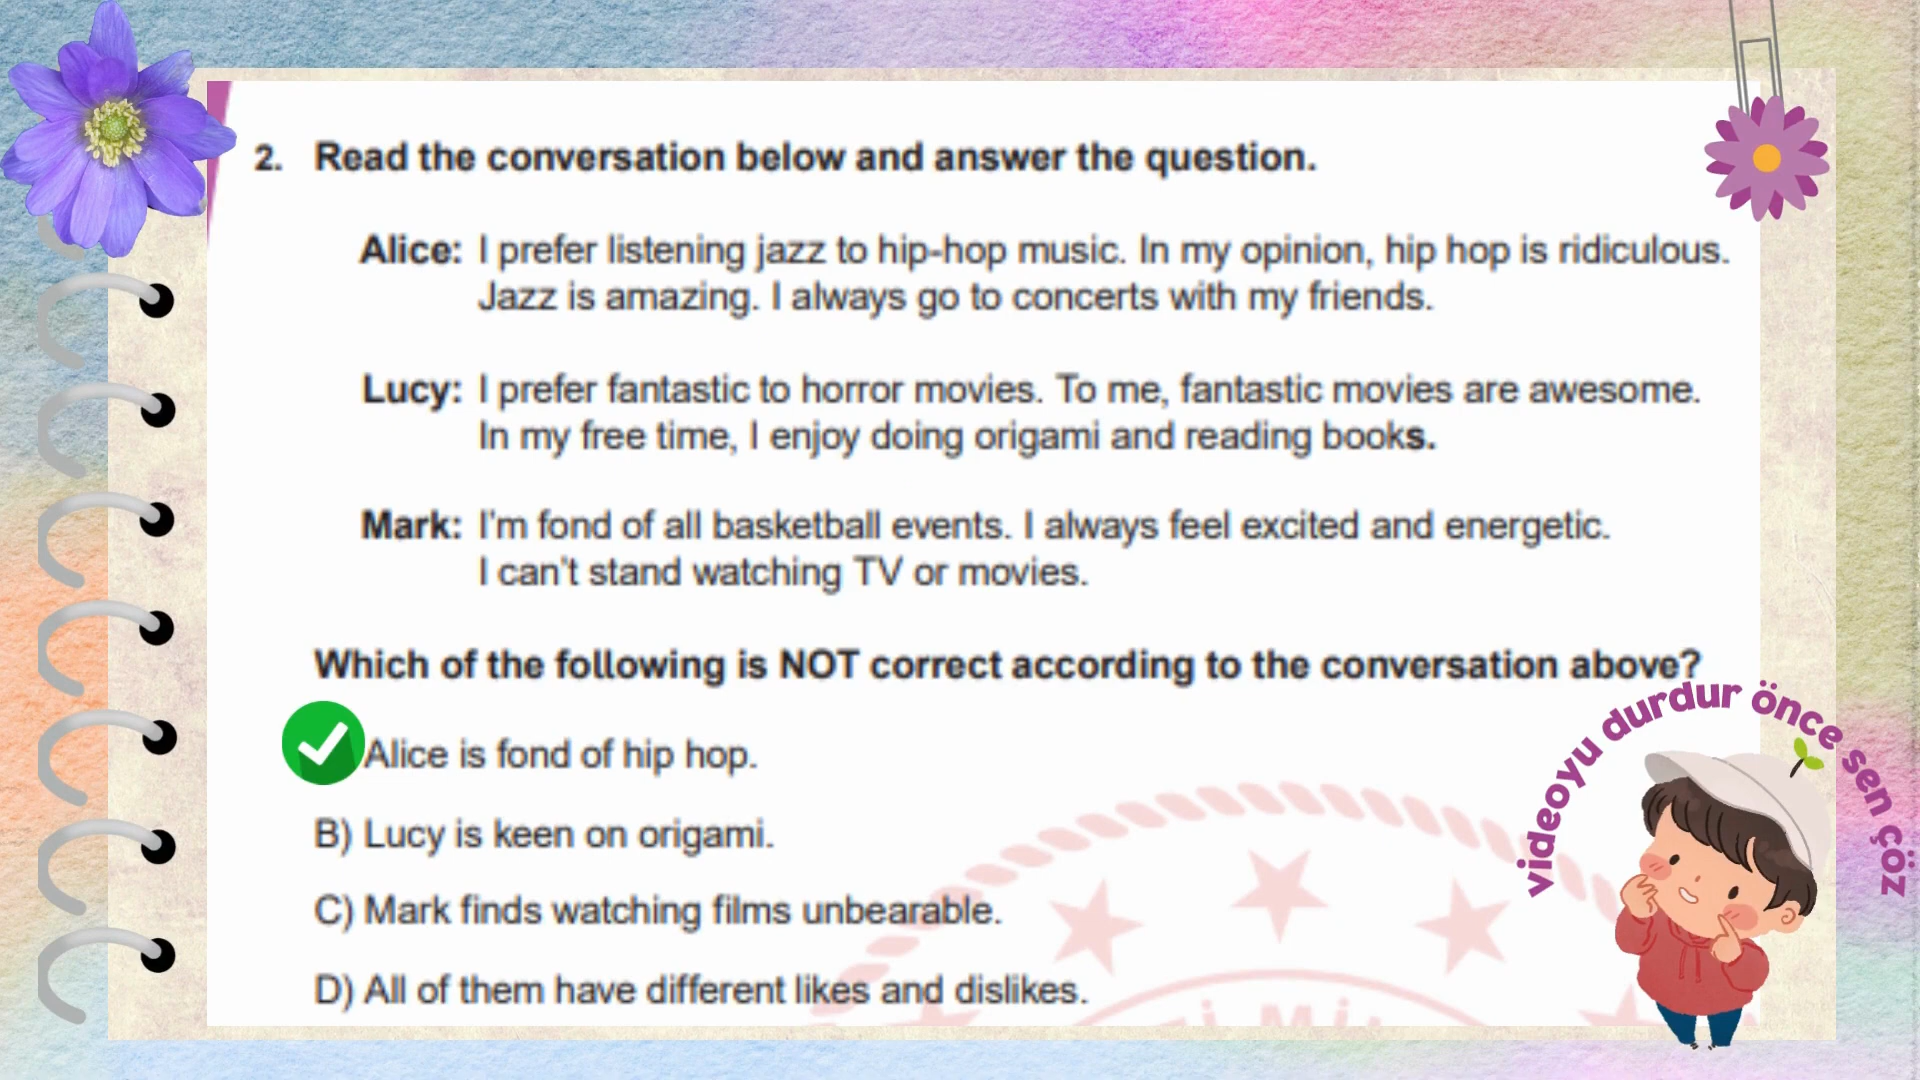 2. Read the conversation below and answer the question.
Alice: I prefer listening jazz to hip-hop music. In my opinion, hip hop is ridiculous.
Jazz is amazing. I always go to concerts with my friends.
Lucy: I prefer fantastic to horror movies. To me, fantastic movies are awesome.
In my free time, I enjoy doing origami and reading books.
Mark: I'm fond of all basketball events. I always feel excited and energetic.
I can't stand watching TV or movies.
Which of the following is NOT correct according to the conversation above?
Alice is fond of hip hop.
B) Lucy is keen on origami.
C) Mark finds watching films unbearable.
D) All of them have different likes and dislikes.
videoyu durdur önce sen çöz